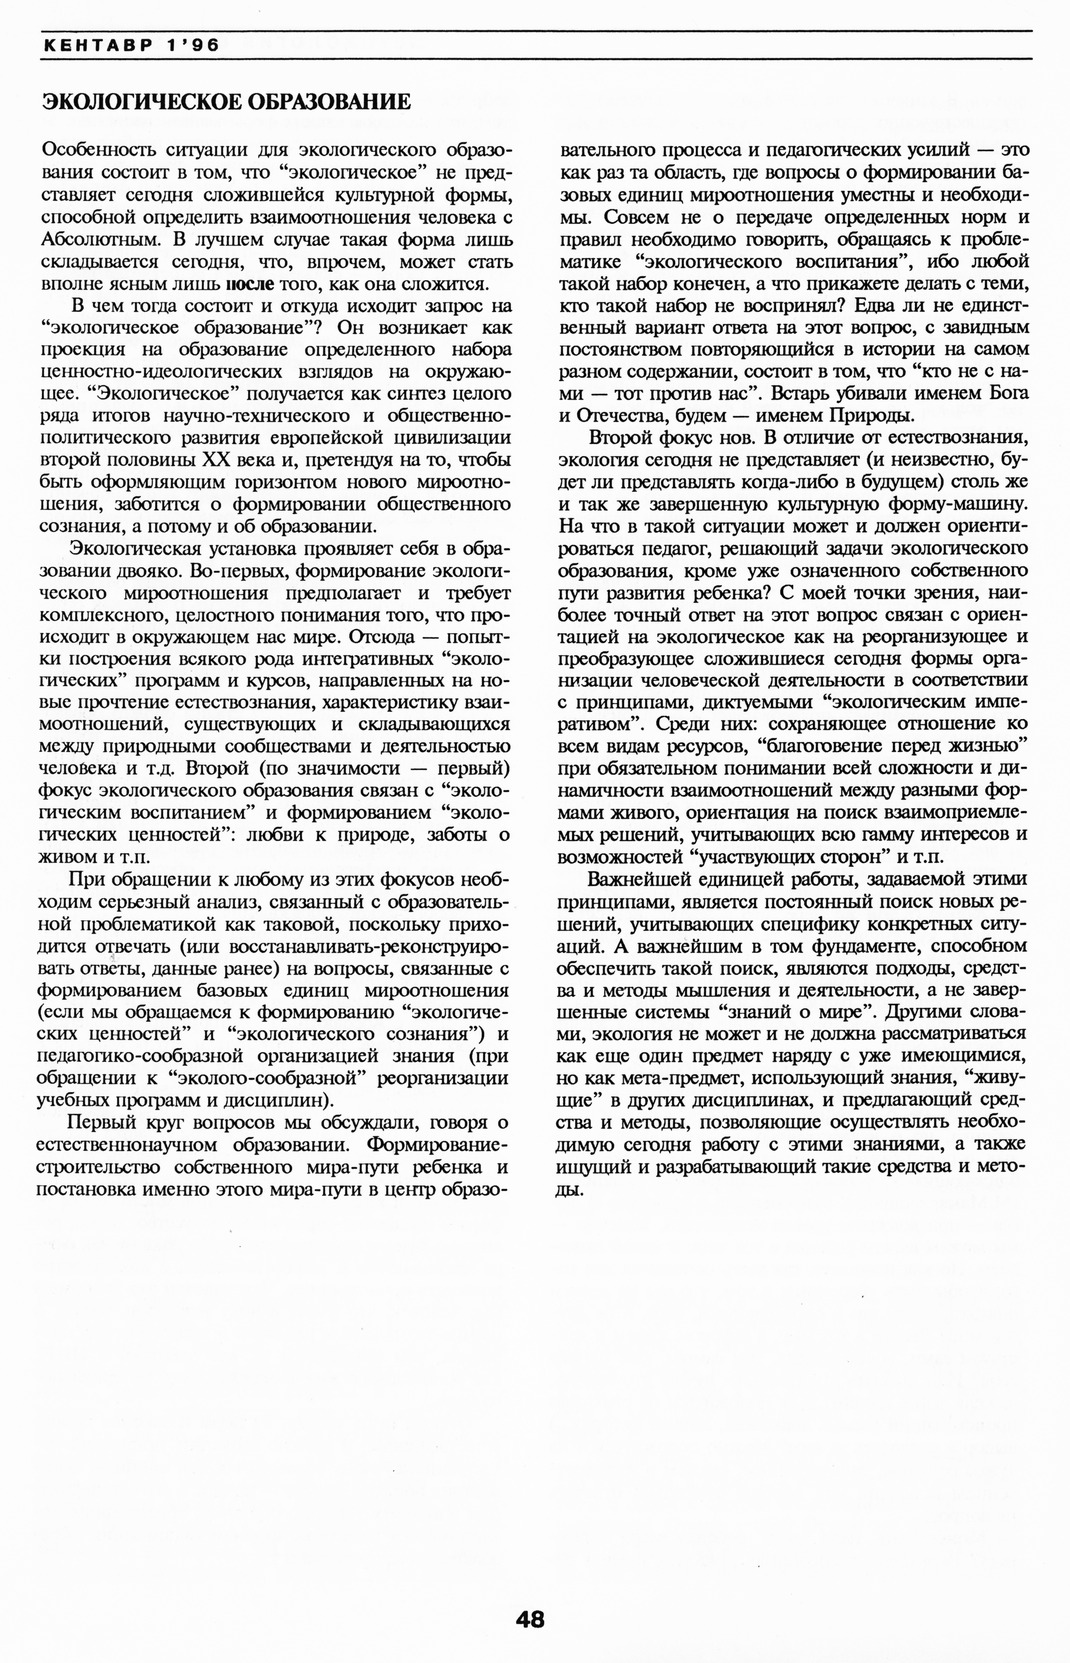 КЕНТАВР 1'96
ЭКОЛОГИЧЕСКОЕ ОБРАЗОВАНИЕ
Особенность ситуации для экологического образо-
вания состоит в том, что “экологическое” не пред-
ставляет сегодня сложившейся культурной формы,
способной определить взаимоотношения человека с
Абсолютным. В лучшем случае такая форма лишь
складывается сегодня, что, впрочем, может стать
вполне ясным лишь после того, как она сложится.
В чем тогда состоит и откуда исходит запрос на
“экологическое образование”? Он возникает как
проекция на образование определенного набора
ценностно-идеологических взглядов на окружаю-
щее. “Экологическое” получается как синтез целого
ряда итогов научно-технического и общественно-
политического развития европейской цивилизации
второй половины XX века и, претендуя на то, чтобы
быть оформляющим горизонтом нового мироотно-
шения, заботится о формировании общественного
сознания, а потому и об образовании.
Экологическая установка проявляет себя в обра-
зовании двояко. Во-первых, формирование экологи-
ческого мироотношения предполагает и требует
комплексного, целостного понимания того, что про-
исходит в окружающем нас мире. Отсюда — попыт-
ки построения всякого рода интегративных “эколо-
гических” программ и курсов, направленных на но-
вые прочтение естествознания, характеристику взаи-
моотношений, существующих и складывающихся
между природными сообществами и деятельностью
человека и т.д. Второй (по значимости — первый)
фокус экологического образования связан с “эколо-
гическим воспитанием” и формированием “эколо-
гических ценностей”: любви к природе, заботы о
живом и т.п.
При обращении к любому из этих фокусов необ-
ходим серьезный анализ, связанный с образователь-
ной проблематикой как таковой, поскольку прихо-
дится отвечать (или восстанавливать-реконструиро-
вать ответы, данные ранее) на вопросы, связанные с
формированием базовых единиц мироотношения
(если мы обращаемся к формированию “экологиче-
ских ценностей” и “экологического сознания”) и
педагогико-сообразной организацией знания (при
обращении к “эколого-сообразной” реорганизации
учебных программ и дисциплин).
Первый круг вопросов мы обсуждали, говоря о
естественнонаучном образовании. Формирование-
строительство собственного мира-пути ребенка и
постановка именно этого мира-пути в центр образо-
вательного процесса и педагогических усилий — это
как раз та область, где вопросы о формировании ба-
зовых единиц мироотношения уместны и необходи-
мы. Совсем не о передаче определенных норм и
правил необходимо говорить, обращаясь к пробле-
матике “экологического воспитания”, ибо любой
такой набор конечен, а что прикажете делать с теми,
кто такой набор не воспринял? Едва ли не единст-
венный вариант ответа на этот вопрос, с завидным
постоянством повторяющийся в истории на самом
разном содержании, состоит в том, что “кто не с на-
ми — тот против нас”. Встарь убивали именем Бога
и Отечества, будем — именем Природы.
Второй фокус нов. В отличие от естествознания,
экология сегодня не представляет (и неизвестно, бу-
дет ли представлять когда-либо в будущем) столь же
и так же завершенную культурную форму-машину.
На что в такой ситуации может и должен ориенти-
роваться педагог, решающий задачи экологического
образования, кроме уже означенного собственного
пути развития ребенка? С моей точки зрения, наи-
более точный ответ на этот вопрос связан с ориен-
тацией на экологическое как на реорганизующее и
преобразующее сложившиеся сегодня формы орга-
низации человеческой деятельности в соответствии
с принципами, диктуемыми “экологическим импе-
ративом”. Среди них: сохраняющее отношение ко
всем видам ресурсов, “благоговение перед жизнью”
при обязательном понимании всей сложности и ди-
намичности взаимоотношений между разными фор-
мами живого, ориентация на поиск взаимоприемле-
мых решений, учитывающих всю гамму интересов и
возможностей “участвующих сторон” и т.п.
Важнейшей единицей работы, задаваемой этими
принципами, является постоянный поиск новых ре-
шений, учитывающих специфику конкретных ситу-
аций. А важнейшим в том фундаменте, способном
обеспечить такой поиск, являются подходы, средст-
ва и методы мышления и деятельности, а не завер-
шенные системы “знаний о мире”. Другими слова-
ми, экология не может и не должна рассматриваться
как еще один предмет наряду с уже имеющимися,
но как мета-предмет, использующий знания, “живу-
щие” в других дисциплинах, и предлагающий сред-
ства и методы, позволяющие осуществлять необхо-
димую сегодня работу с этими знаниями, а также
ищущий и разрабатывающий такие средства и мето-
ды.
48